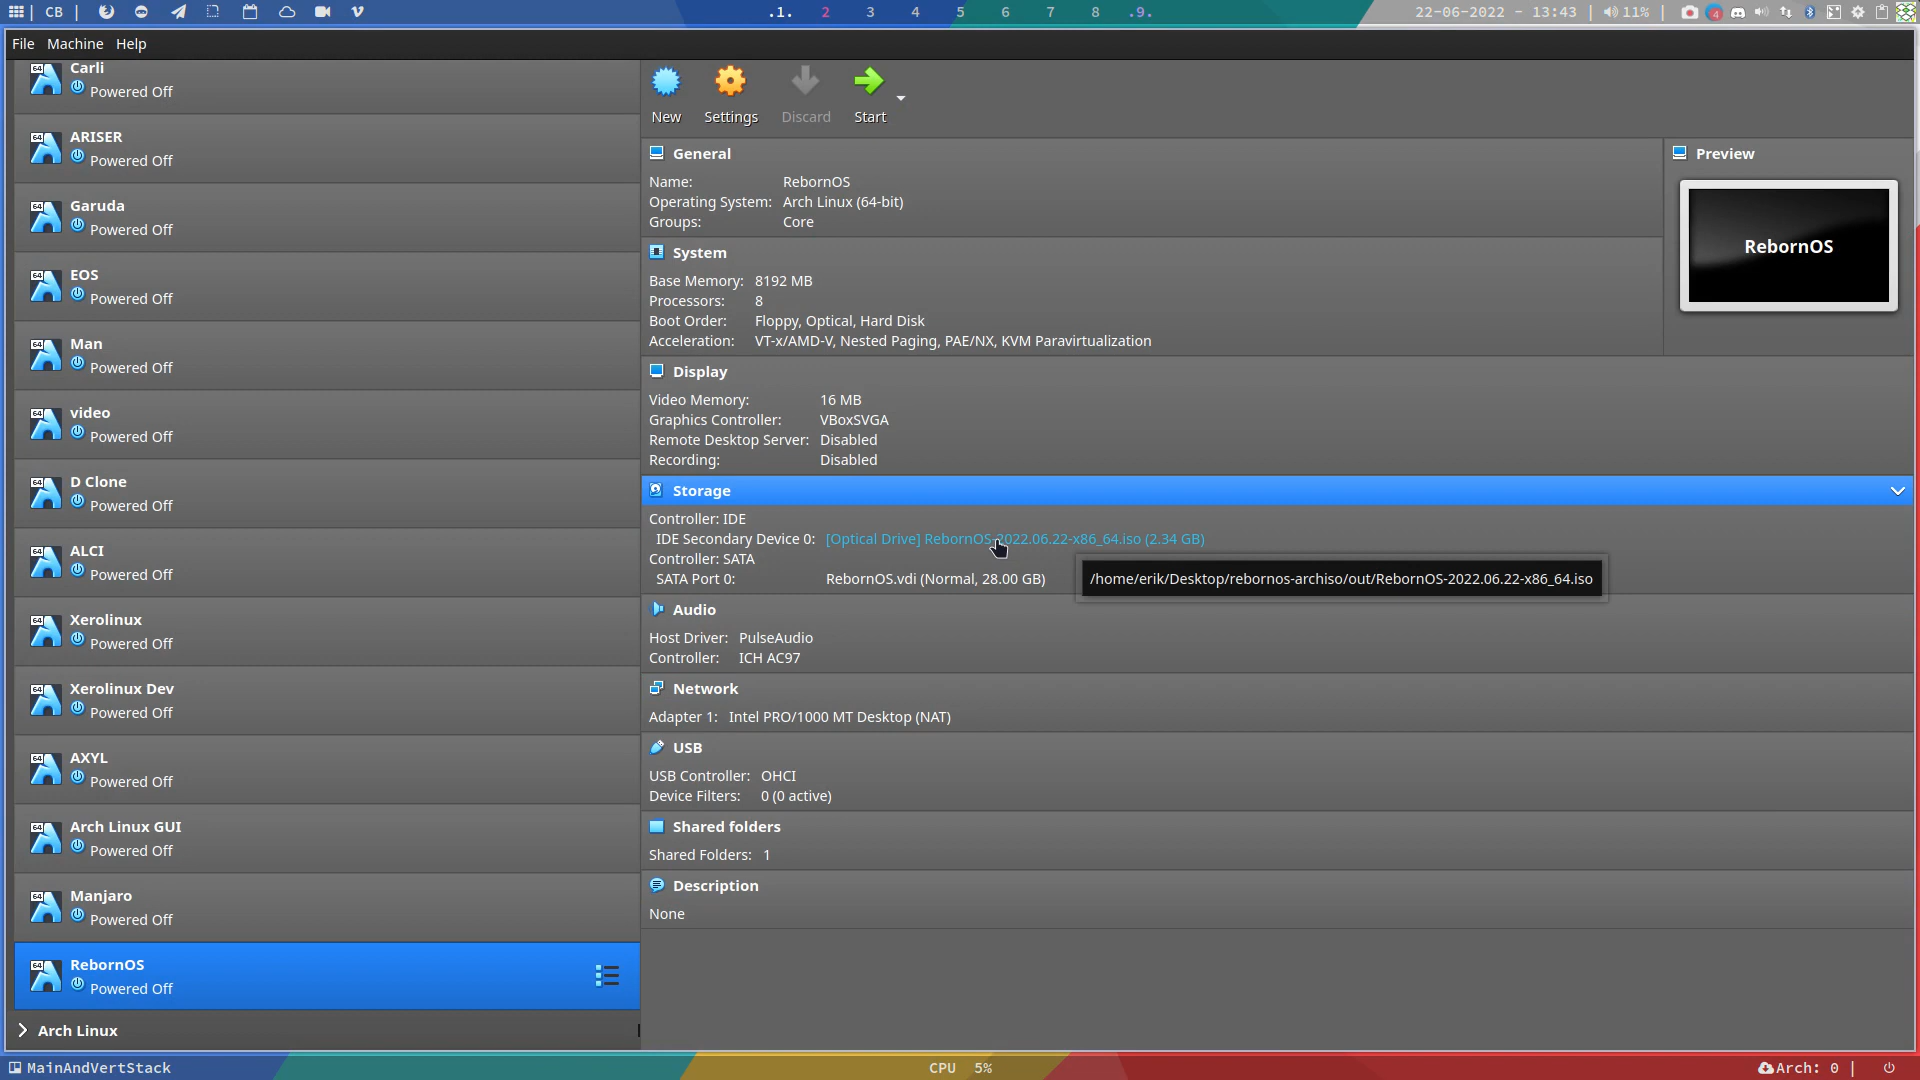 CB |
.1. 2 3 4 5 6 7 8 .9.
22-06-2022 - 13:43 | 11% |
File Machine Help
Carli
Powered Off
ARISER
Powered Off
Garuda
Powered Off
EOS
Powered Off
Man
Powered Off
video
Powered Off
D Clone
Powered Off
ALCI
Powered Off
Xerolinux
Powered Off
Xerolinux Dev
Powered Off
AXYL
Powered Off
Arch Linux GUI
Powered Off
Manjaro
Powered Off
RebornOS
Powered Off
Arch Linux
New Settings Discard Start
General
Name: RebornOS
Operating System: Arch Linux (64-bit)
Groups: Core
Preview
RebornOS
System
Base Memory: 8192 MB
Processors: 8
Boot Order: Floppy, Optical, Hard Disk
Acceleration: VT-x/AMD-V, Nested Paging, PAE/NX, KVM Paravirtualization
Display
Video Memory: 16 MB
Graphics Controller: VBoxSVGA
Remote Desktop Server: Disabled
Recording: Disabled
Storage
Controller: IDE
IDE Secondary Device 0: [Optical Drive] RebornOS-2022.06.22-x86_64.iso (2.34 GB)
Controller: SATA
SATA Port 0: RebornOS.vdi (Normal, 28.00 GB)
/home/erik/Desktop/rebornos-archiso/out/RebornOS-2022.06.22-x86_64.iso
Audio
Host Driver: PulseAudio
Controller: ICH AC97
Network
Adapter 1: Intel PRO/1000 MT Desktop (NAT)
USB
USB Controller: OHCI
Device Filters: 0 (0 active)
Shared folders
Shared Folders: 1
Description
None
MainAndVertStack
CPU 5%
Arch: 0 |